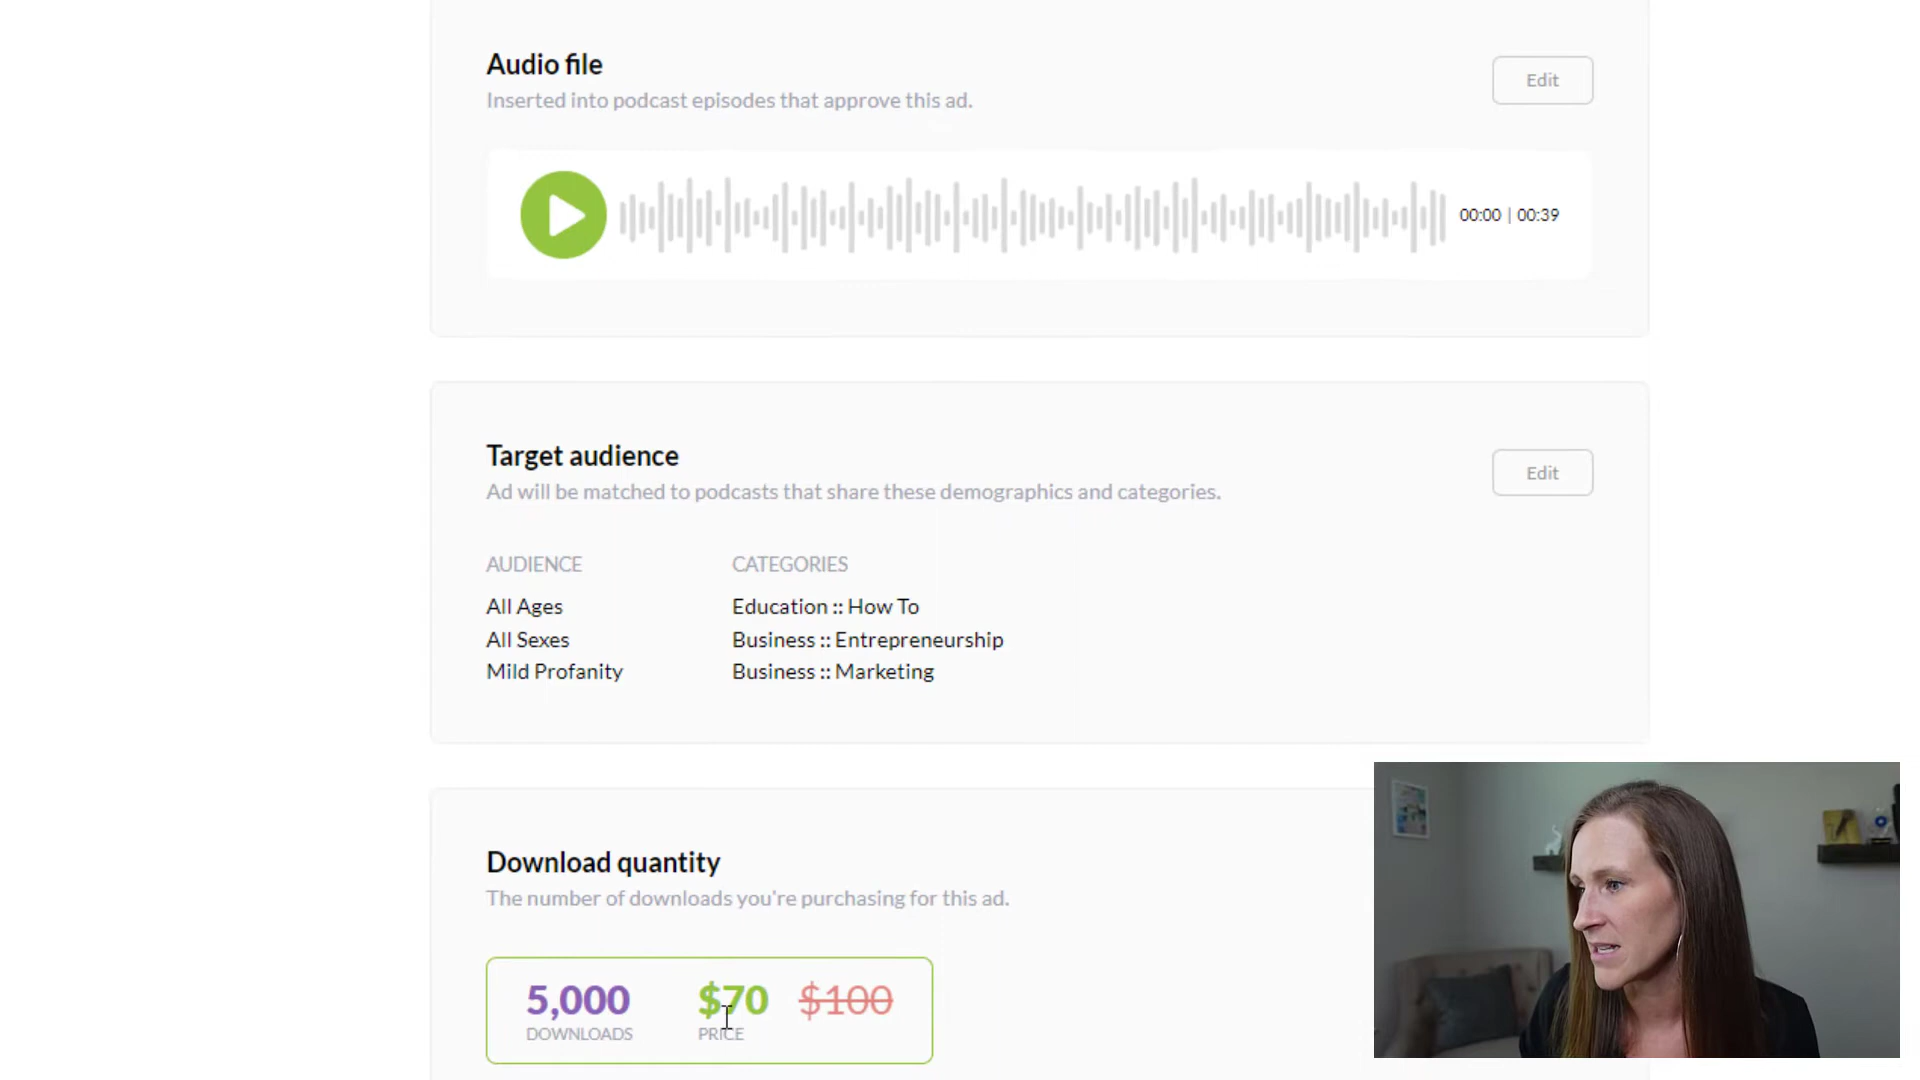 Audio file
Edit
Inserted into podcast episodes that approve this ad.
00:00 | 00:39
Target audience
Edit
Ad will be matched to podcasts that share these demographics and categories.
AUDIENCE CATEGORIES
All Ages Education :: How To
All Sexes Business :: Entrepreneurship
Mild Profanity Business :: Marketing
Download quantity
The number of downloads you're purchasing for this ad.
5,000 $70 $100
DOWNLOADS PRICE